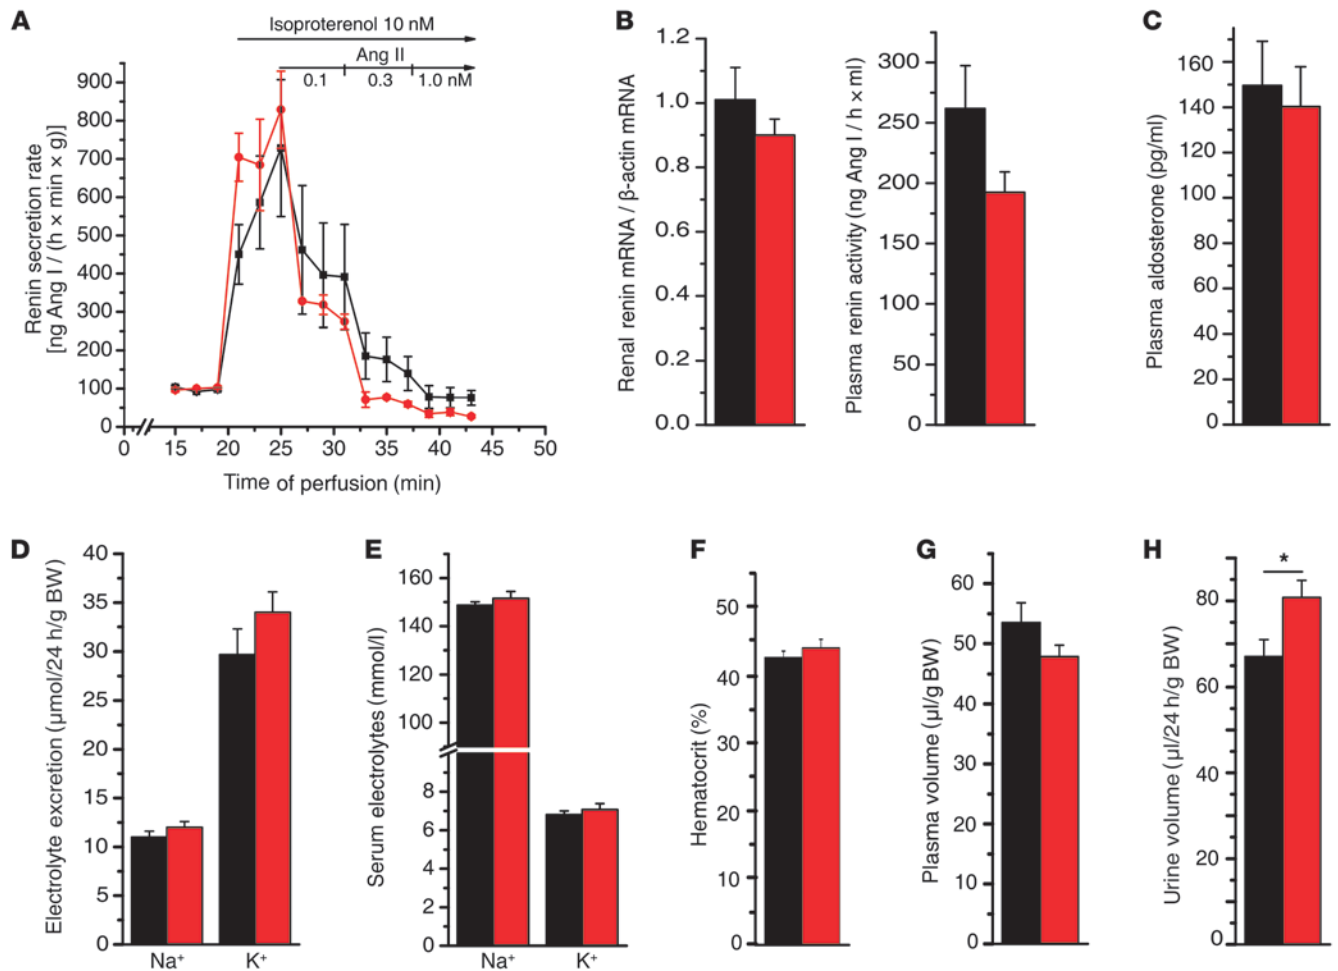 A
Isoproterenol 10 nM
Ang II
0.1 0.3 1.0 nM
Renin secretion rate
[ng Ang I / (h × min × g)]
900
800
700
600
500
400
300
200
100
0
0 15 20 25 30 35 40 45 50
Time of perfusion (min)
B
Renal renin mRNA / β-actin mRNA
1.2
1.0
0.8
0.6
0.4
0.2
0.0
Plasma renin activity (ng Ang I / h × ml)
300
250
200
150
100
50
0
C
Plasma aldosterone (pg/ml)
160
140
120
100
80
60
40
20
0
D
Electrolyte excretion (µmol/24 h/g BW)
40
35
30
25
20
15
10
5
0
Na⁺ K⁺
E
Serum electrolytes (mmol/l)
160
140
120
100
8
6
4
2
0
Na⁺ K⁺
F
Hematocrit (%)
50
40
30
20
10
0
G
Plasma volume (µl/g BW)
60
50
40
30
20
10
0
H
Urine volume (µl/24 h/g BW)
80
60
40
20
0
*